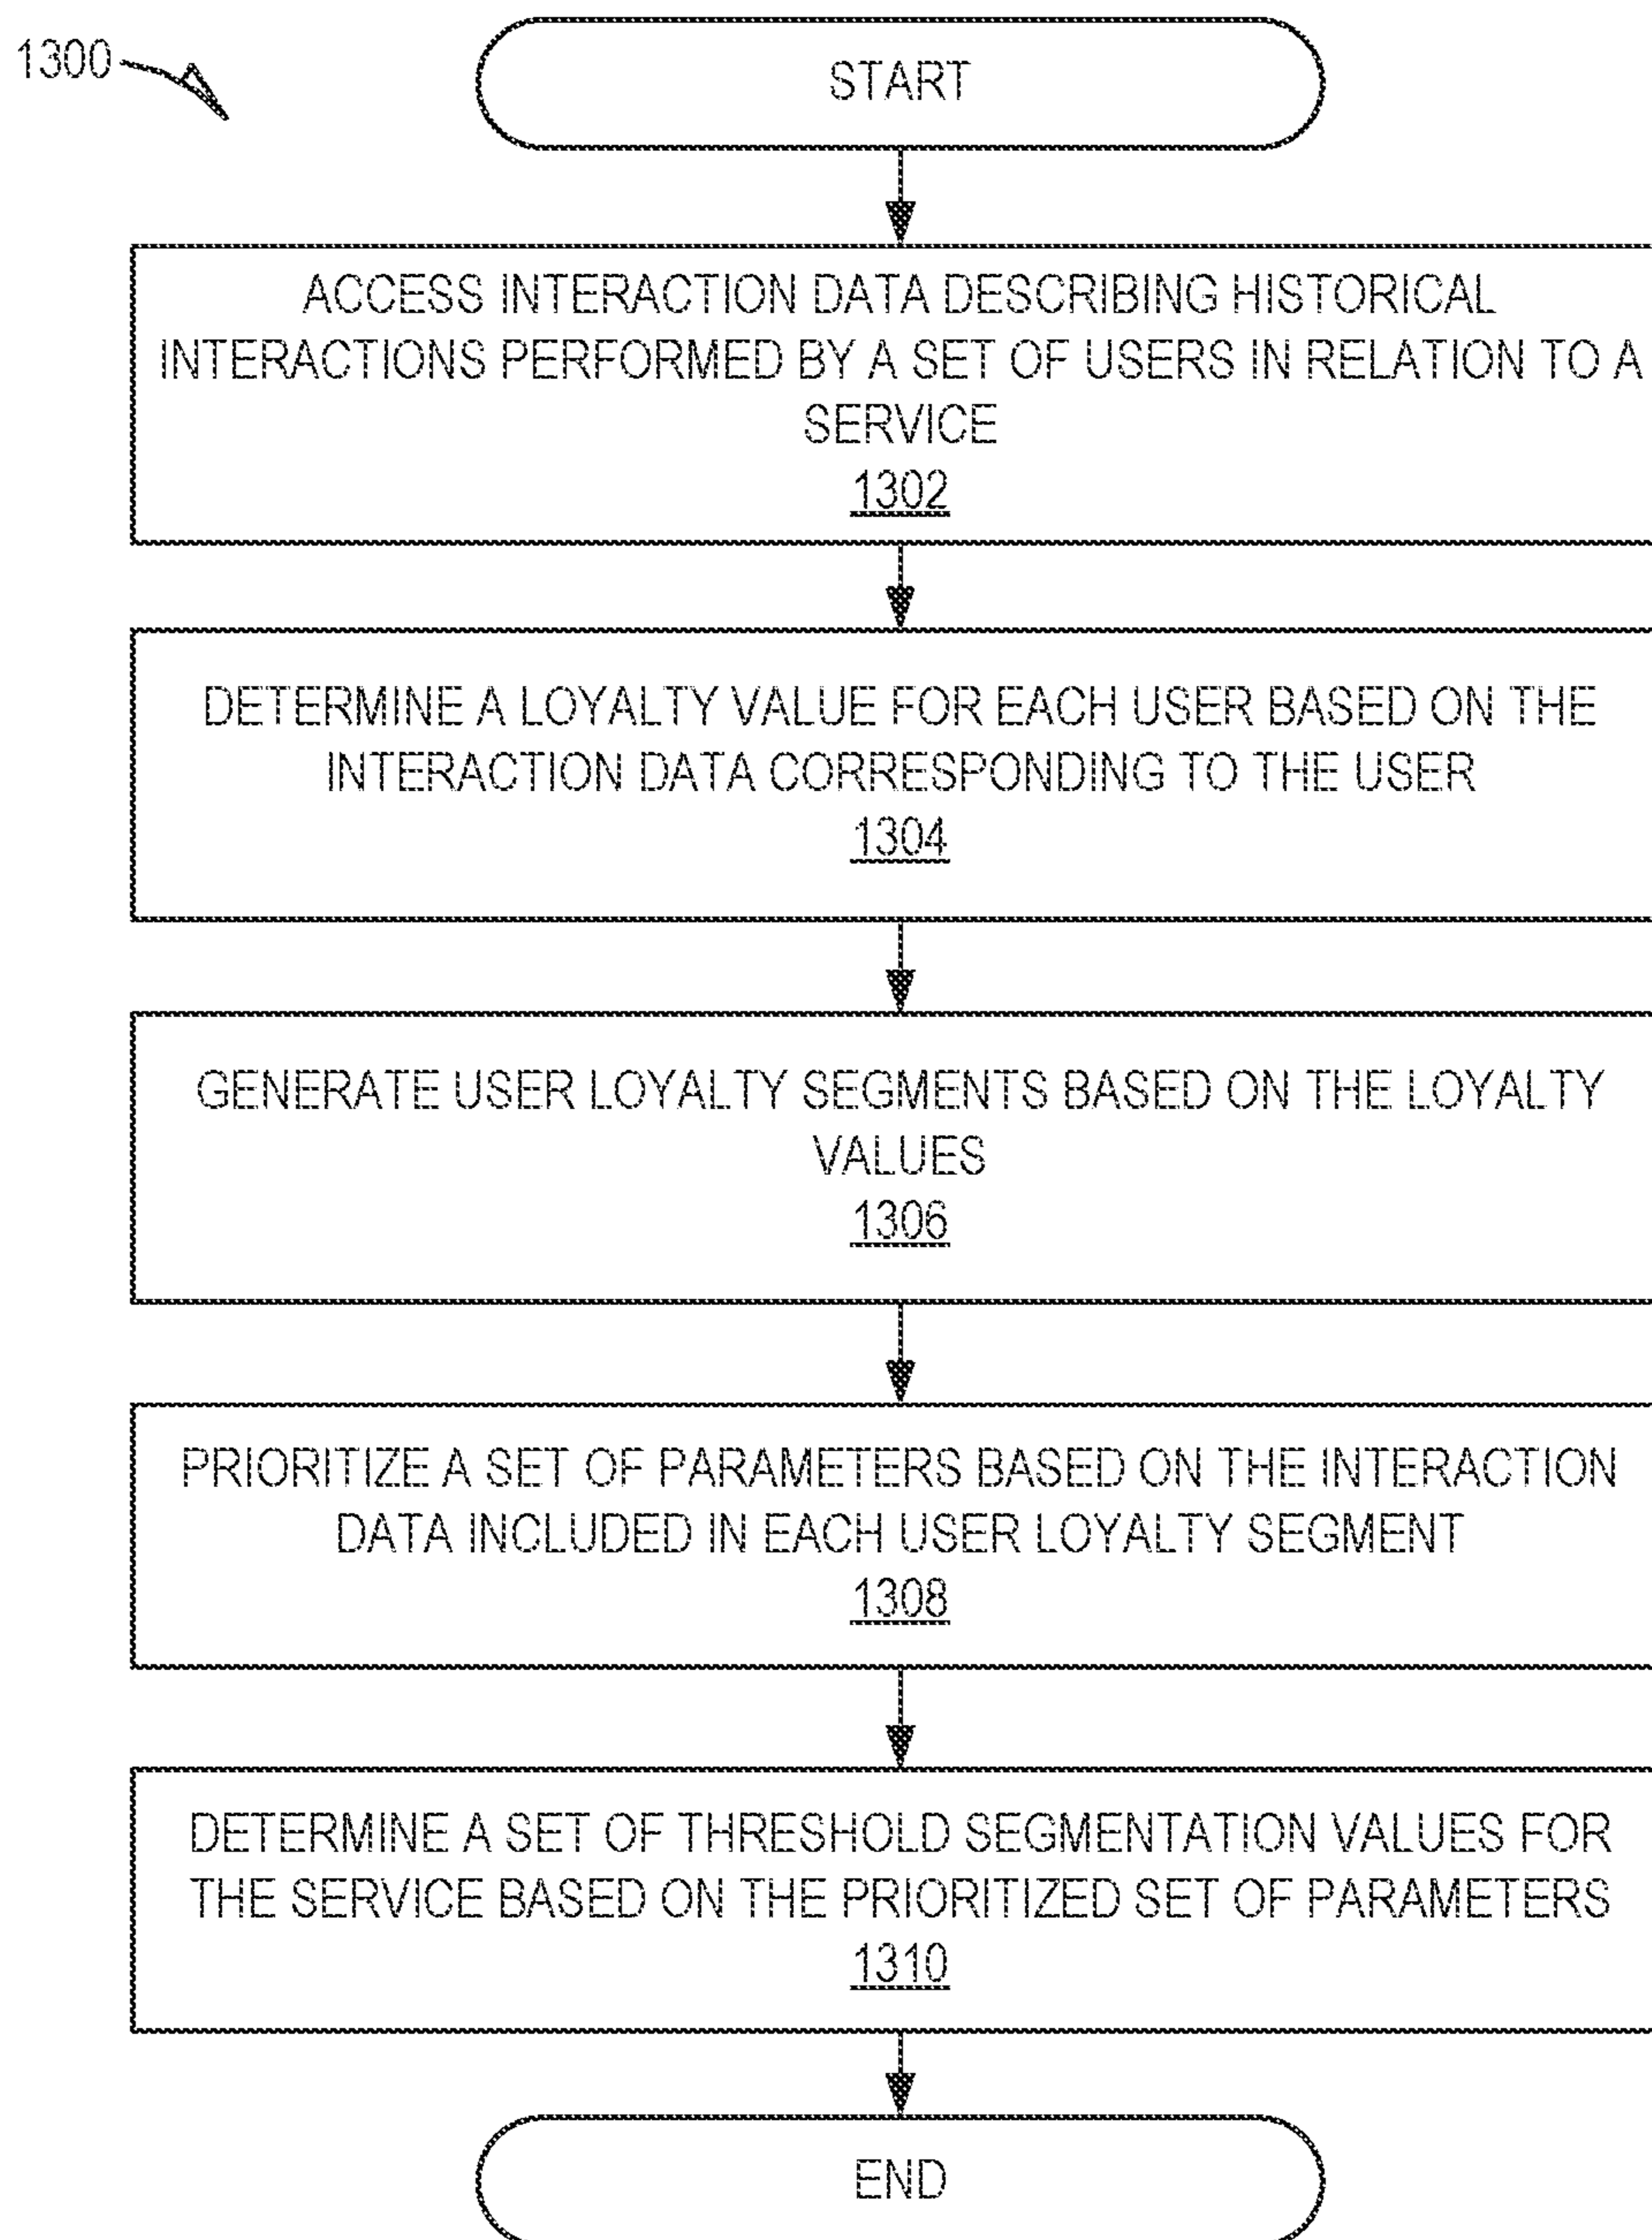 1300
START
ACCESS INTERACTION DATA DESCRIBING HISTORICAL
INTERACTIONS PERFORMED BY A SET OF USERS IN RELATION TO A
SERVICE
1302
DETERMINE A LOYALTY VALUE FOR EACH USER BASED ON THE
INTERACTION DATA CORRESPONDING TO THE USER
1304
GENERATE USER LOYALTY SEGMENTS BASED ON THE LOYALTY
VALUES
1306
PRIORITIZE A SET OF PARAMETERS BASED ON THE INTERACTION
DATA INCLUDED IN EACH USER LOYALTY SEGMENT
1308
DETERMINE A SET OF THRESHOLD SEGMENTATION VALUES FOR
THE SERVICE BASED ON THE PRIORITIZED SET OF PARAMETERS
1310
END